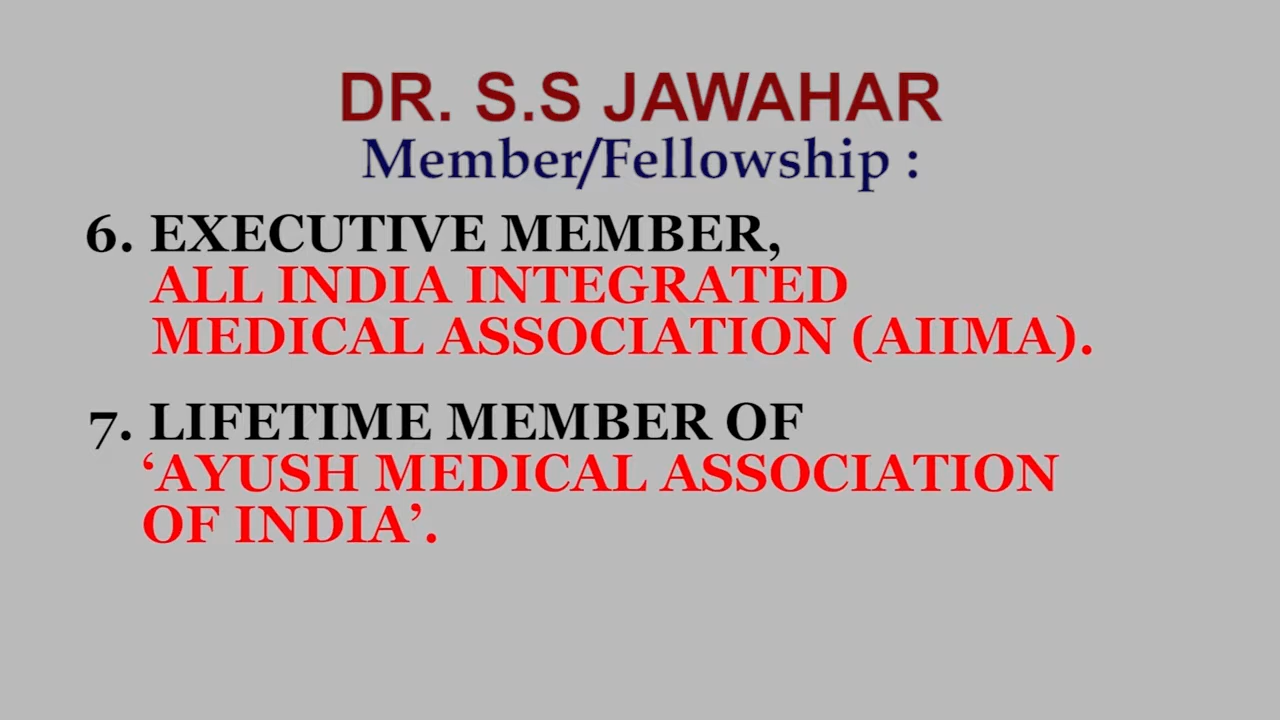 DR. S.S JAWAHAR
Member/Fellowship :
6. EXECUTIVE MEMBER,
ALL INDIA INTEGRATED
MEDICAL ASSOCIATION (AIIMA).
7. LIFETIME MEMBER OF
‘AYUSH MEDICAL ASSOCIATION
OF INDIA’.